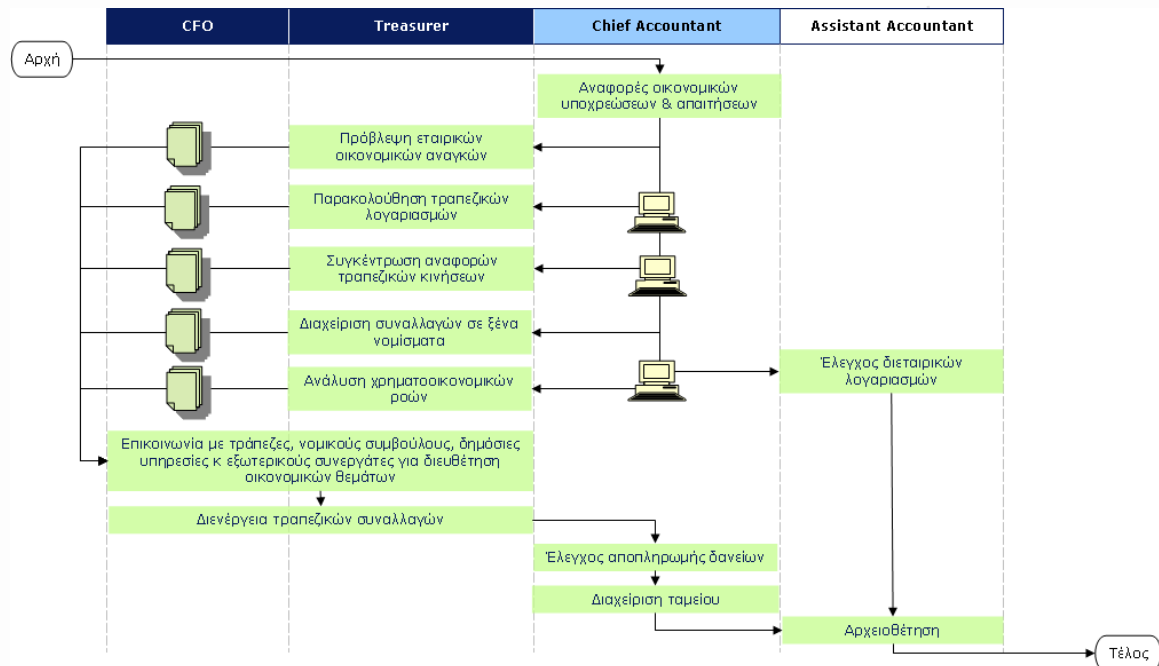 CFO
Treasurer
Chief Accountant
Assistant Accountant
Αρχή
Αναφορές οικονομικών
υποχρεώσεων & απαιτήσεων
Πρόβλεψη εταιρικών
οικονομικών αναγκών
Παρακολούθηση τραπεζικών
λογαριασμών
Συγκέντρωση αναφορών
τραπεζικών κινήσεων
Διαχείριση συναλλαγών σε ξένα
νομίσματα
Έλεγχος διεταιρικών
λογαριασμών
Ανάλυση χρηματοοικονομικών
ροών
Επικοινωνία με τράπεζες, νομικούς συμβούλους, δημόσιες
υπηρεσίες κ εξωτερικούς συνεργάτες για διευθέτηση
οικονομικών θεμάτων
Διενέργεια τραπεζικών συναλλαγών
Έλεγχος αποπληρωμής δανείων
Διαχείριση ταμείου
Αρχειοθέτηση
Τέλος